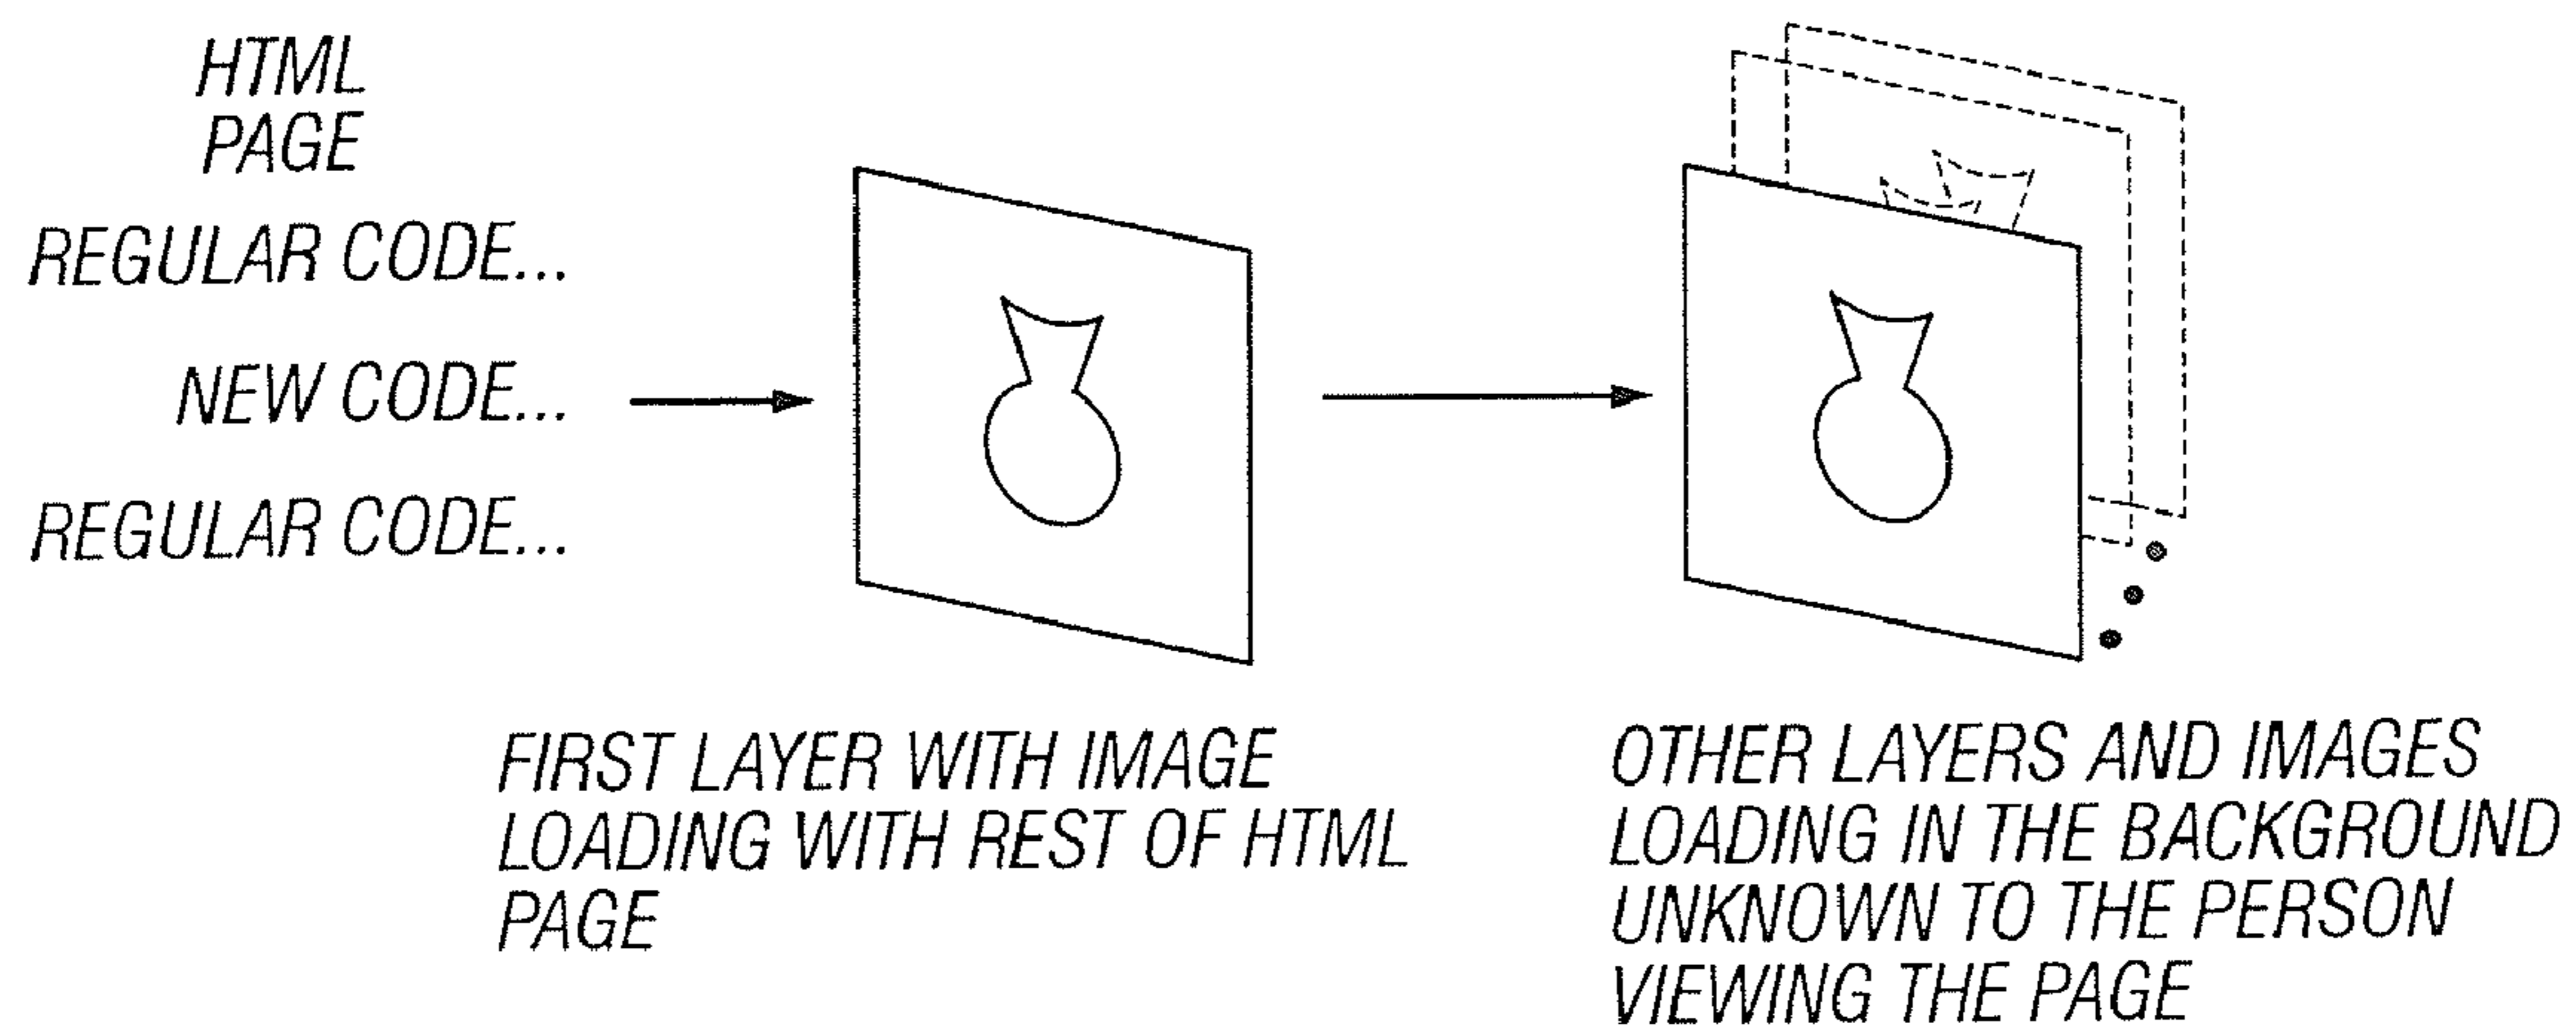 HTML
PAGE
REGULAR CODE...
NEW CODE...
REGULAR CODE...
FIRST LAYER WITH IMAGE
LOADING WITH REST OF HTML
PAGE
OTHER LAYERS AND IMAGES
LOADING IN THE BACKGROUND
UNKNOWN TO THE PERSON
VIEWING THE PAGE